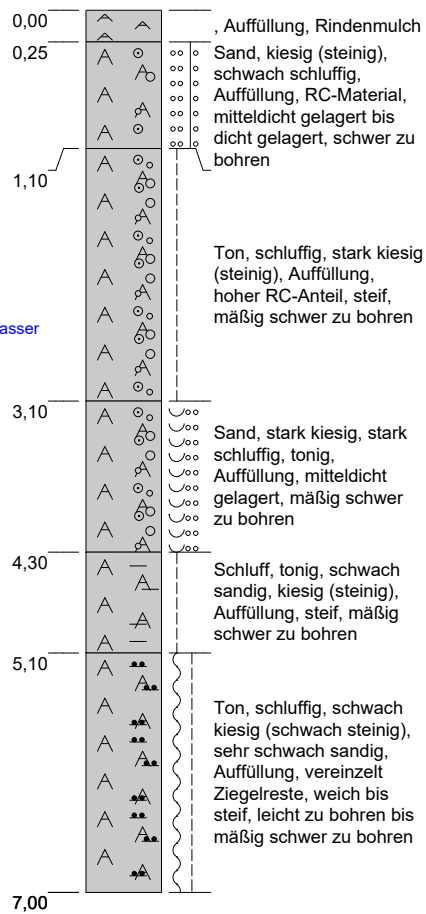 0,00
, Auffüllung, Rindenmulch
0,25
Sand, kiesig (steinig),
schwach schluffig,
Auffüllung, RC-Material,
mitteldicht gelagert bis
dicht gelagert, schwer zu
bohren
1,10
Ton, schluffig, stark kiesig
(steinig), Auffüllung,
hoher RC-Anteil, steif,
mäßig schwer zu bohren
asser
3,10
Sand, stark kiesig, stark
schluffig, tonig,
Auffüllung, mitteldicht
gelagert, mäßig schwer
zu bohren
4,30
Schluff, tonig, schwach
sandig, kiesig (steinig),
Auffüllung, steif, mäßig
schwer zu bohren
5,10
Ton, schluffig, schwach
kiesig (schwach steinig),
sehr schwach sandig,
Auffüllung, vereinzelt
Ziegelreste, weich bis
steif, leicht zu bohren bis
mäßig schwer zu bohren
7,00